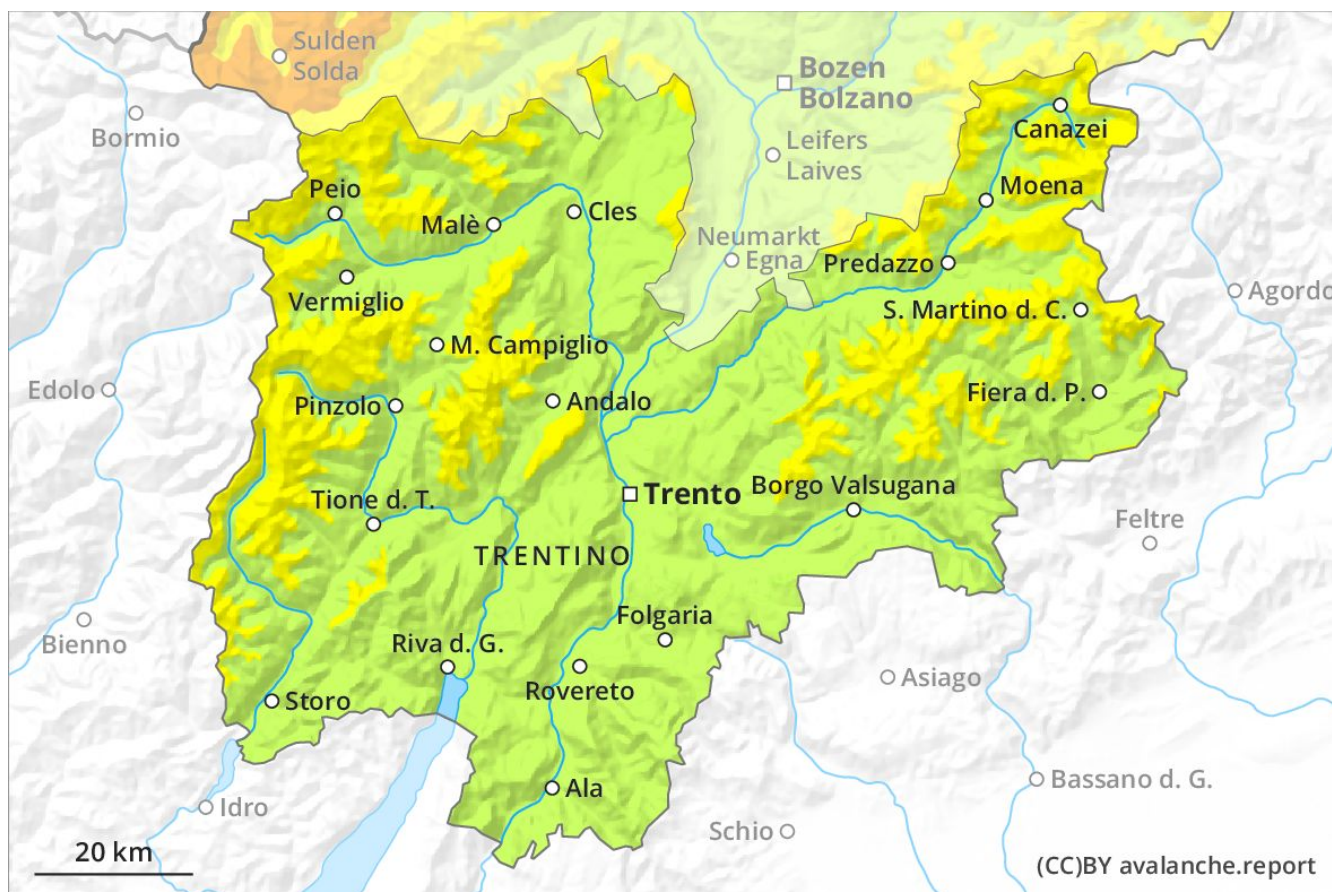 Sulden
Solda
Bozen
Bolzano
Bormio
Canazei
Leifers
Laives
Peio
Moena
Malè
Cles
Neumarkt
Egna
Predazzo
Vermiglio
Agordo
S. Martino d. C.
M. Campiglio
Edolo
Fiera d. P.
Pinzolo
Andalo
Trento
Borgo Valsugana
Tione d. T.
Feltre
TRENTINO
Folgaria
Bienno
Riva d. G.
Asiago
Rovereto
Storo
Bassano d. G.
Ala
Idro
Schio
20 km
(CC)BY avalanche.report